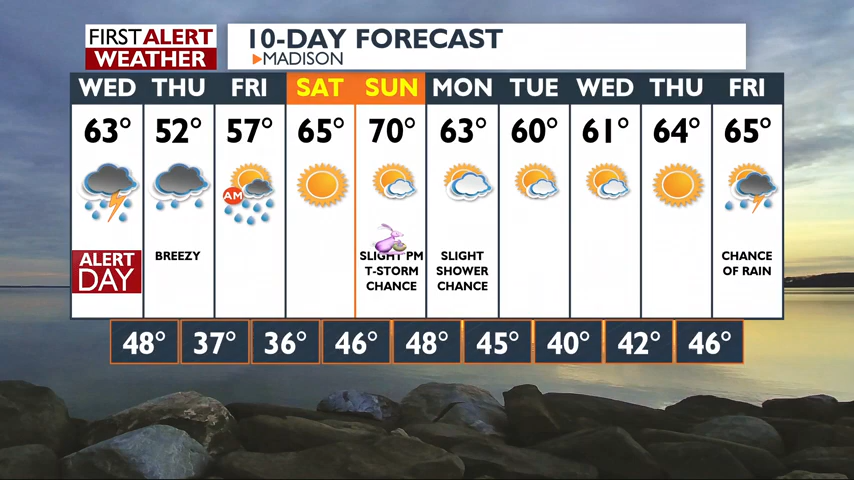 FIRST ALERT
WEATHER
10-DAY FORECAST
MADISON
WED THU FRI SAT SUN MON TUE WED THU FRI
63° 52° 57° 65° 70° 63° 60° 61° 64° 65°
AM
ALERT
DAY
BREEZY
SLIGHT PM
T-STORM
CHANCE
SLIGHT
SHOWER
CHANCE
CHANCE
OF RAIN
48° 37° 36° 46° 48° 45° 40° 42° 46°